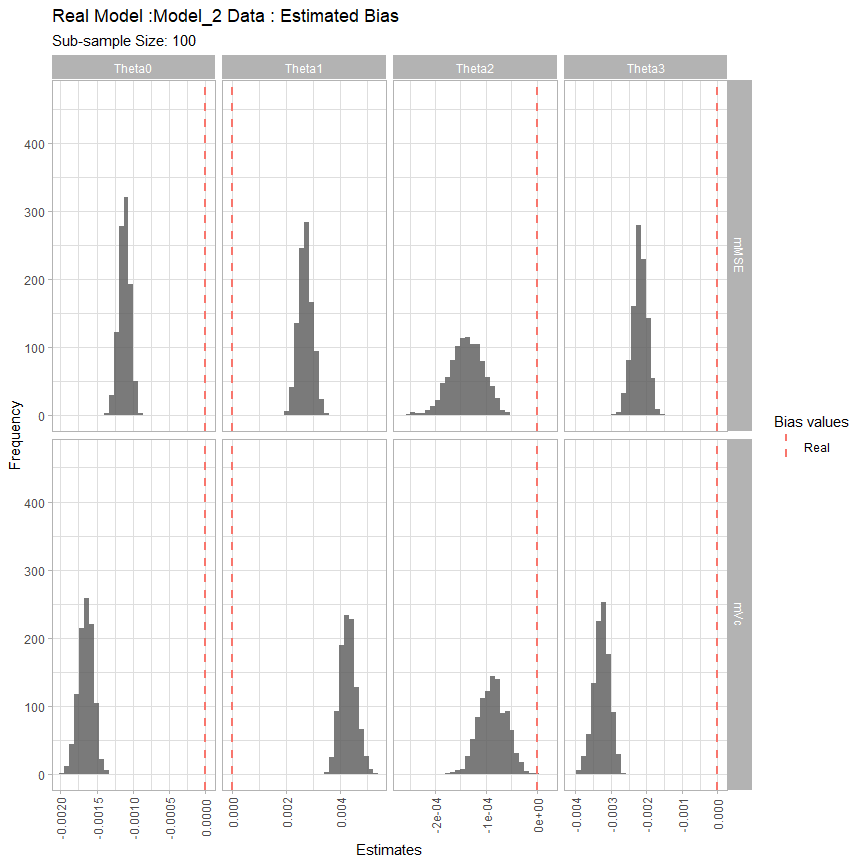 Real Model :Model_2 Data : Estimated Bias
Sub-sample Size: 100
Theta0
Theta1
Theta2
Theta3
400
300
200
100
0
mMSE
400
300
200
100
0
mVc
Frequency
-0.0020
-0.0015
-0.0010
-0.0005
0.0000
0.000
0.002
0.004
-2e-04
-1e-04
0e+00
-0.004
-0.003
-0.002
-0.001
0.000
Estimates
Bias values
Real